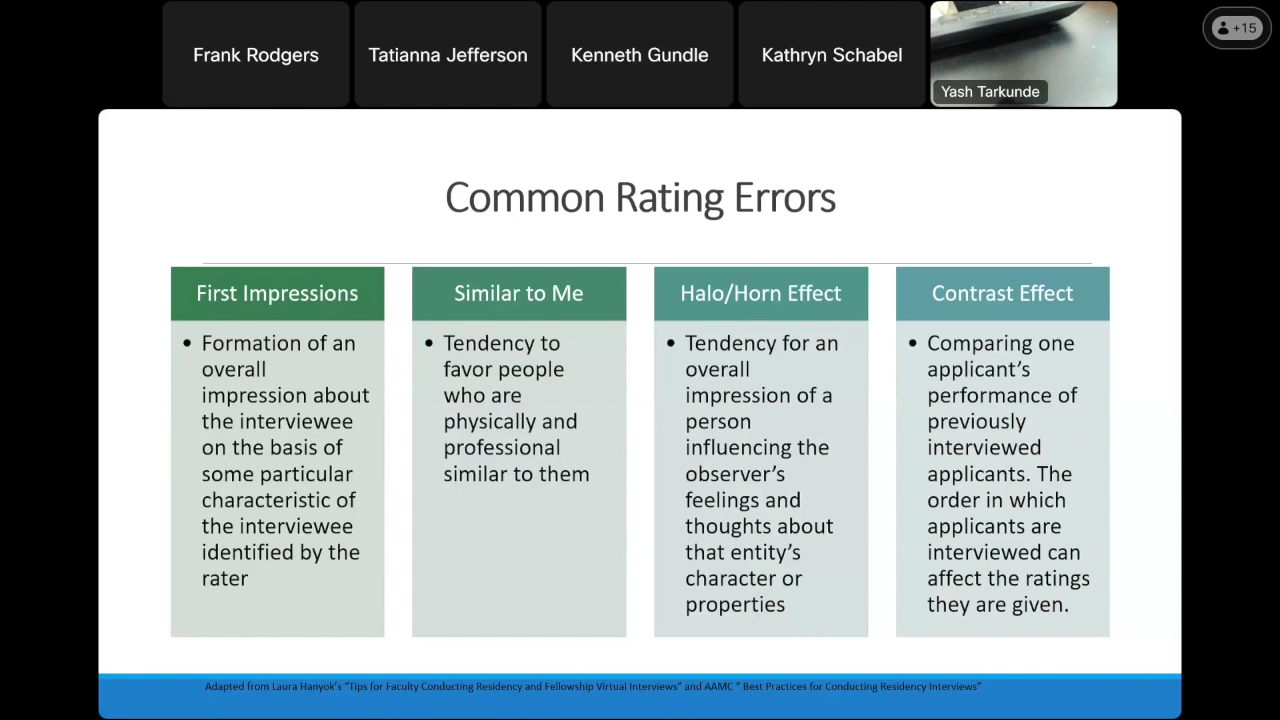 Frank Rodgers
Tatianna Jefferson
Kenneth Gundle
Kathryn Schabel
Yash Tarkunde
+15
Common Rating Errors
First Impressions
• Formation of an
overall
impression about
the interviewee
on the basis of
some particular
characteristic of
the interviewee
identified by the
rater
Similar to Me
• Tendency to
favor people
who are
physically and
professional
similar to them
Halo/Horn Effect
• Tendency for an
overall
impression of a
person
influencing the
observer's
feelings and
thoughts about
that entity's
character or
properties
Contrast Effect
• Comparing one
applicant's
performance of
previously
interviewed
applicants. The
order in which
applicants are
interviewed can
affect the ratings
they are given.
Adapted from Laura Hanyok's "Tips for Faculty Conducting Residency and Fellowship Virtual Interviews" and AAMC " Best Practices for Conducting Residency Interviews"